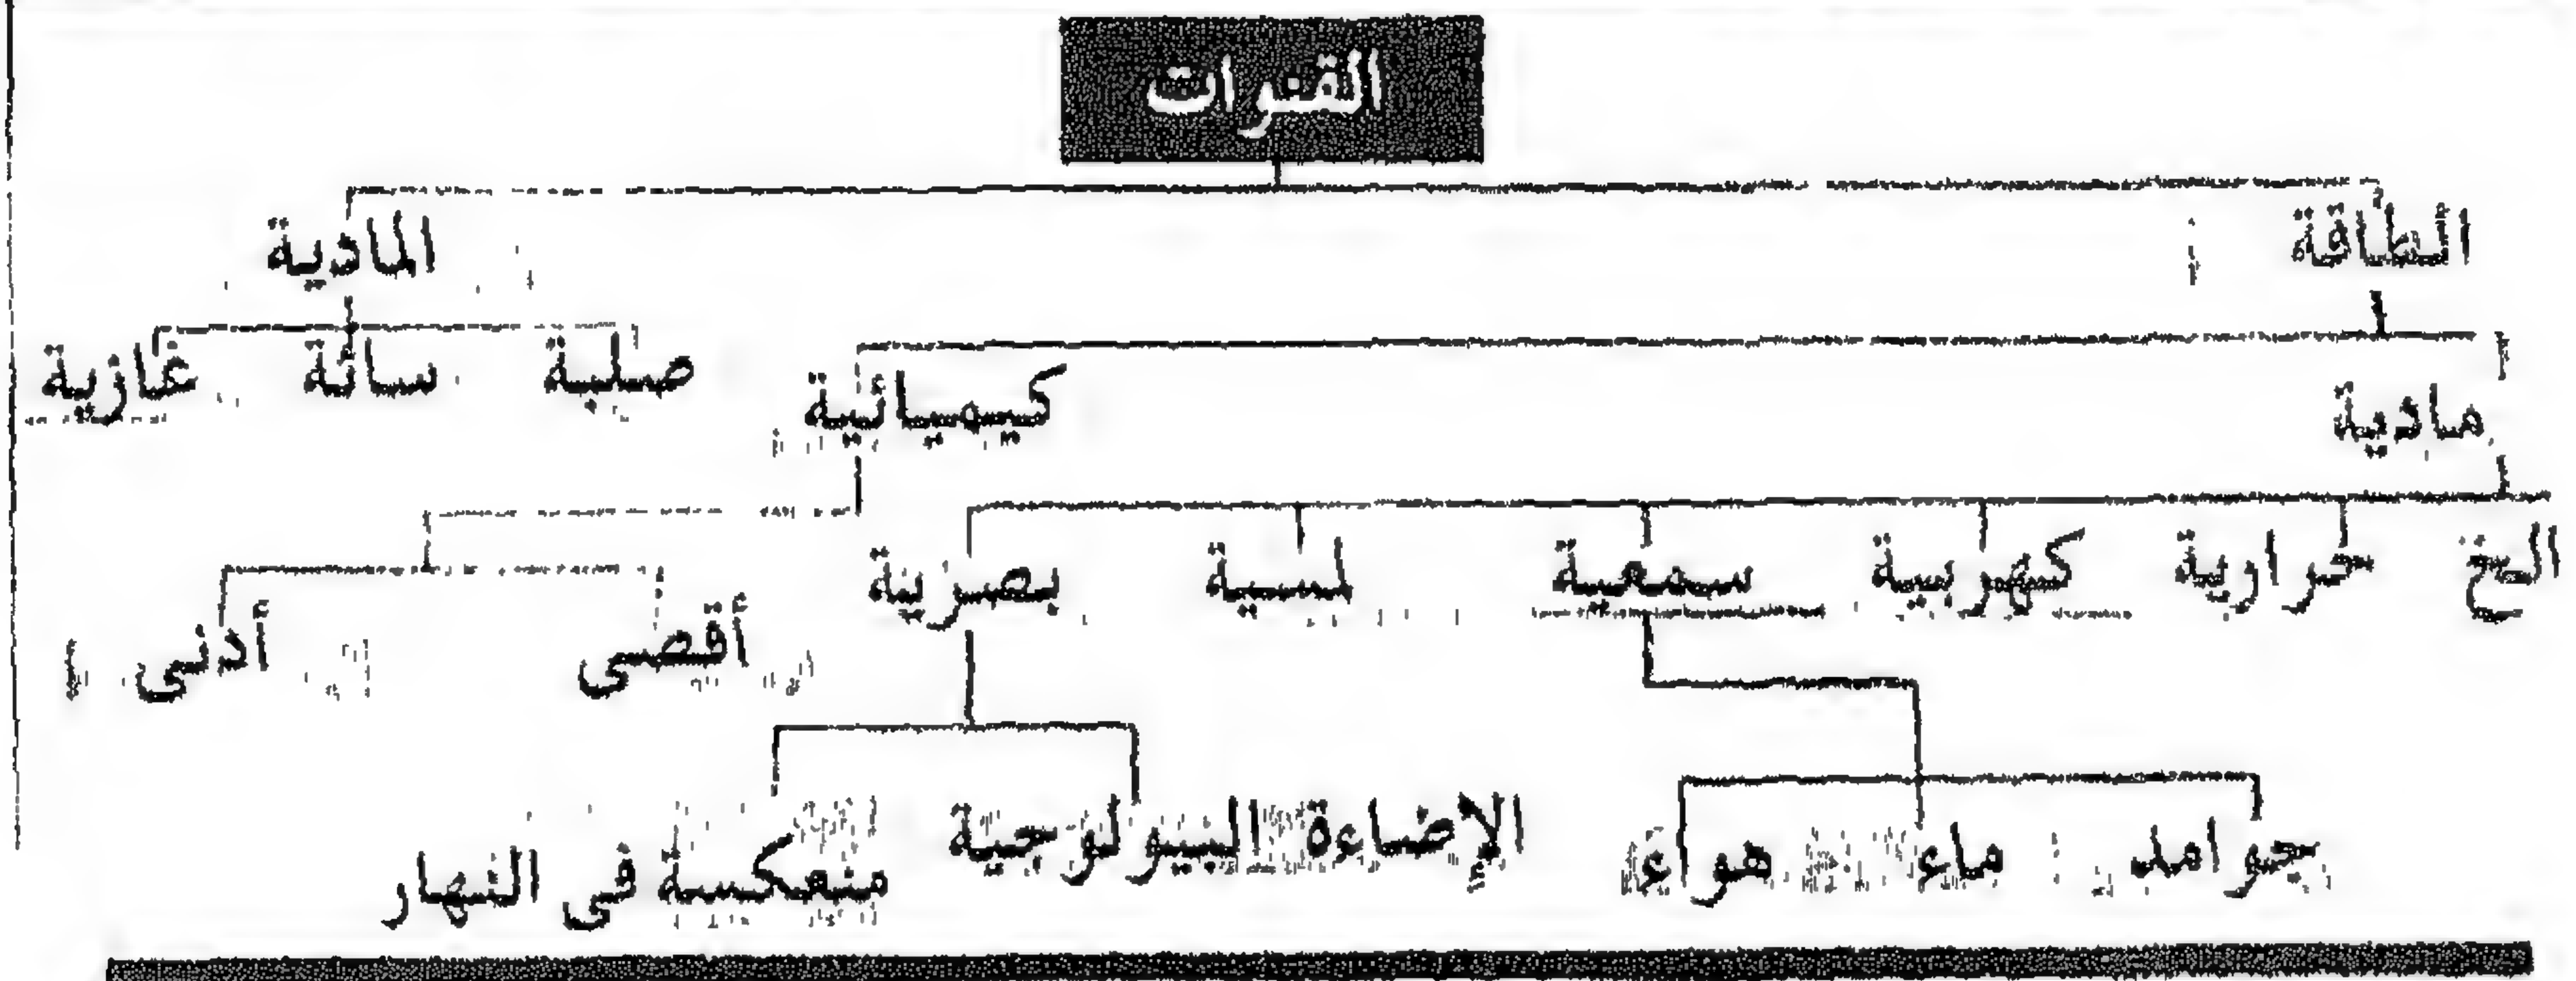 القنوات
الطاقة المادية
مادية كيميائية صلبة سائة غازية
الخ حرارية كهربية سمعية لمسية بصرية
أقصى أدنى
جوامد ماء هواء الإضاءة البيولوجية منعكسة فى النهار